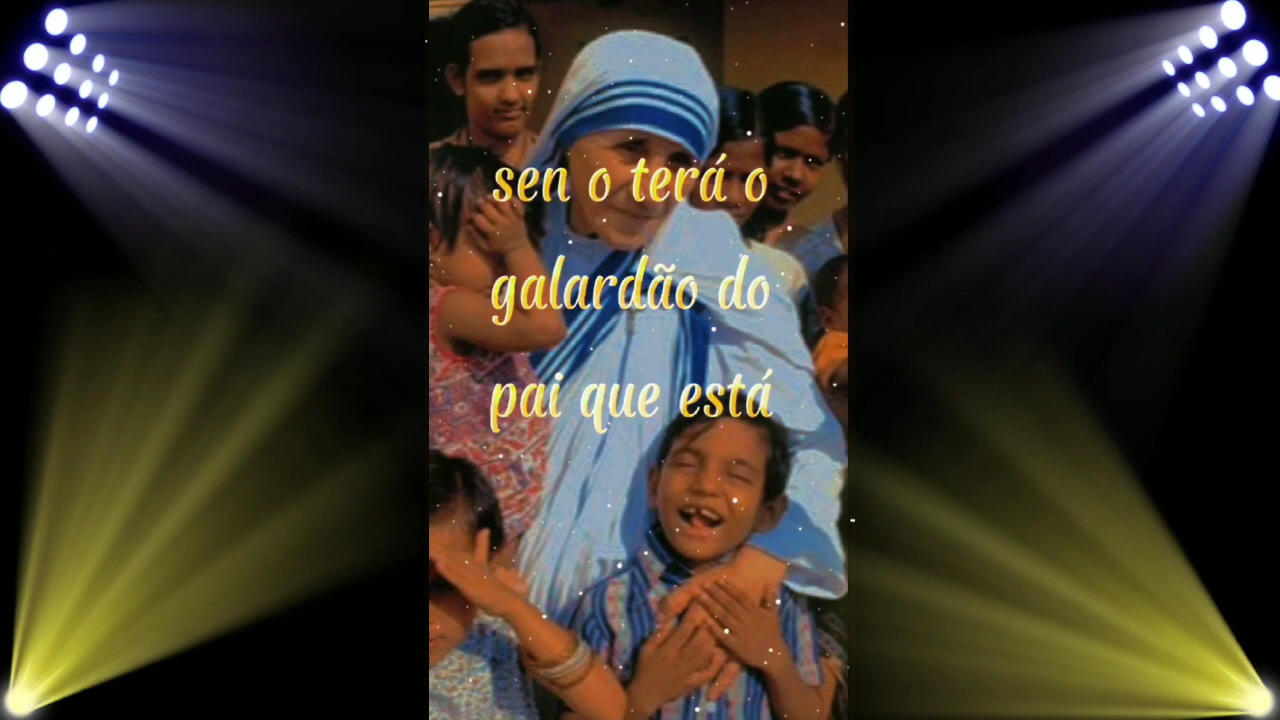 sen o terá o
galardão do
pai que está